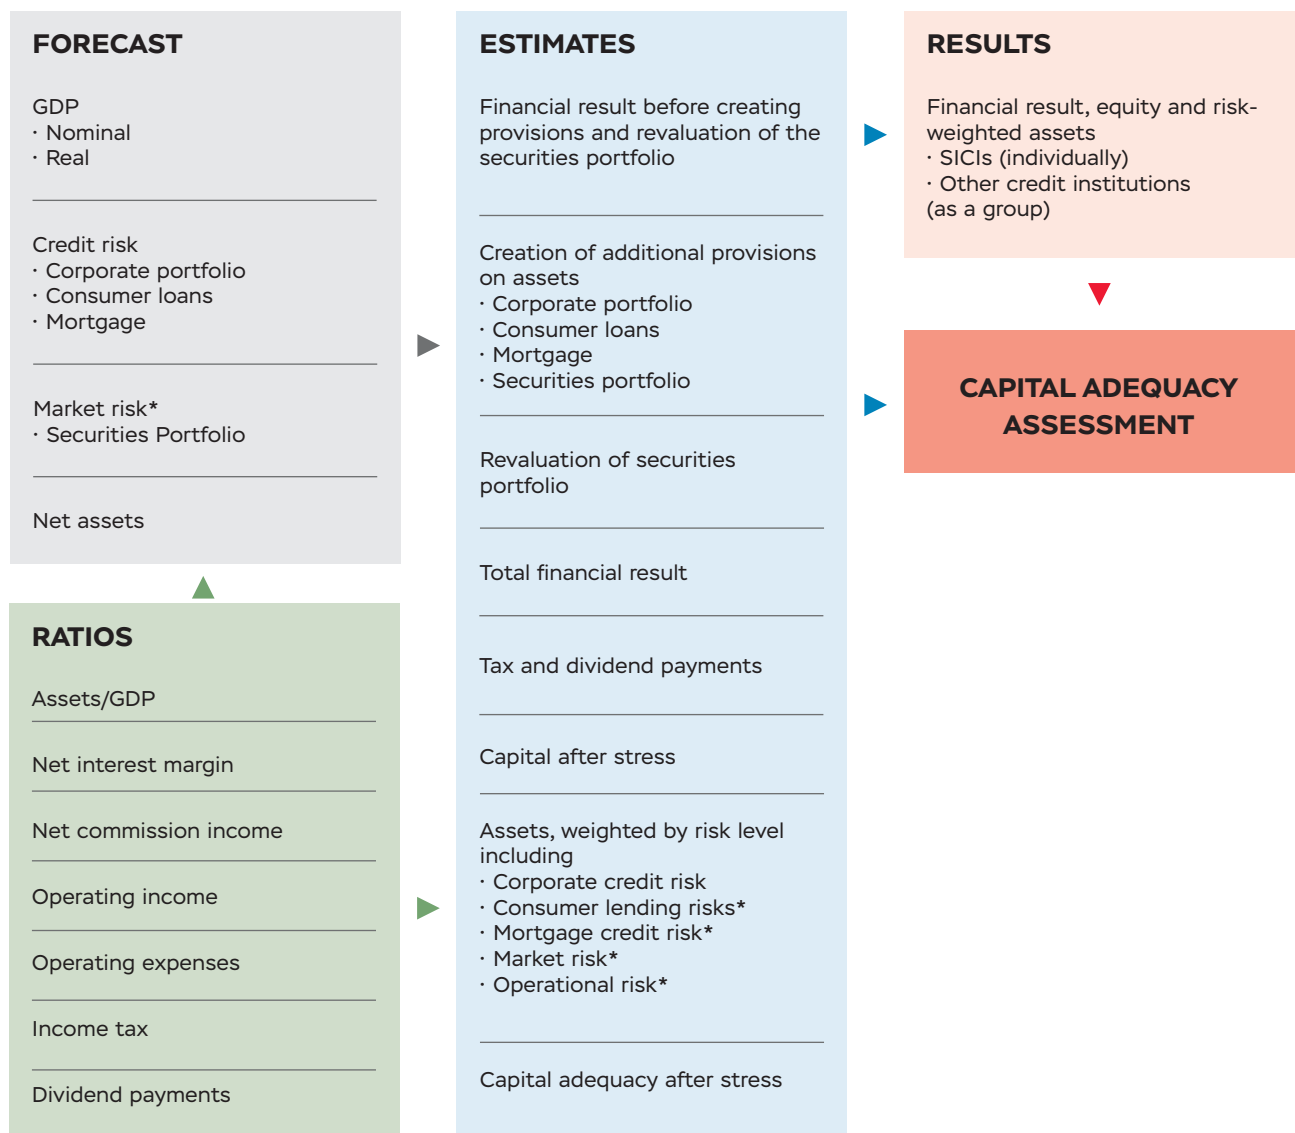 FORECAST
GDP
· Nominal
· Real
Credit risk
· Corporate portfolio
· Consumer loans
· Mortgage
Market risk*
· Securities Portfolio
Net assets
RATIOS
Assets/GDP
Net interest margin
Net commission income
Operating income
Operating expenses
Income tax
Dividend payments
ESTIMATES
Financial result before creating
provisions and revaluation of the
securities portfolio
Creation of additional provisions
on assets
· Corporate portfolio
· Consumer loans
· Mortgage
· Securities portfolio
Revaluation of securities
portfolio
Total financial result
Tax and dividend payments
Capital after stress
Assets, weighted by risk level
including
· Corporate credit risk
· Consumer lending risks*
· Mortgage credit risk*
· Market risk*
· Operational risk*
Capital adequacy after stress
RESULTS
Financial result, equity and risk-
weighted assets
· SICIs (individually)
· Other credit institutions
(as a group)
CAPITAL ADEQUACY
ASSESSMENT